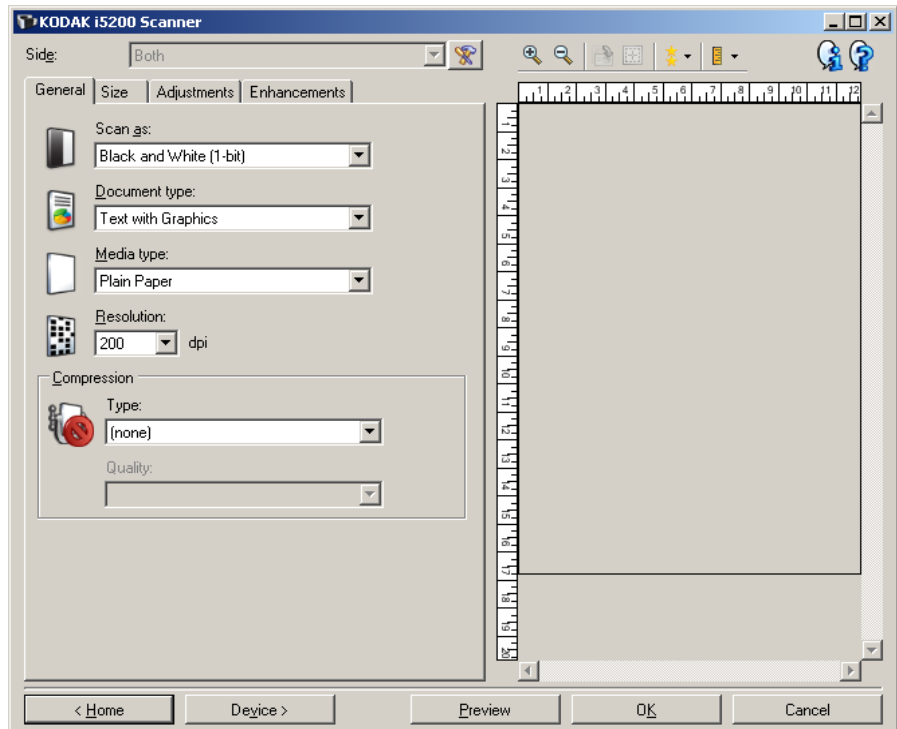 KODAK i5200 Scanner
Side: Both
General Size Adjustments Enhancements
1 2 3 4 5 6 7 8 9 10 11 12
Scan as:
Black and White (1-bit)
Document type:
Text with Graphics
Media type:
Plain Paper
Resolution:
200 dpi
Compression
Type:
(none)
Quality:
1
2
3
4
5
6
7
8
9
10
11
12
13
14
15
16
17
18
19
20
< Home Device > Preview OK Cancel